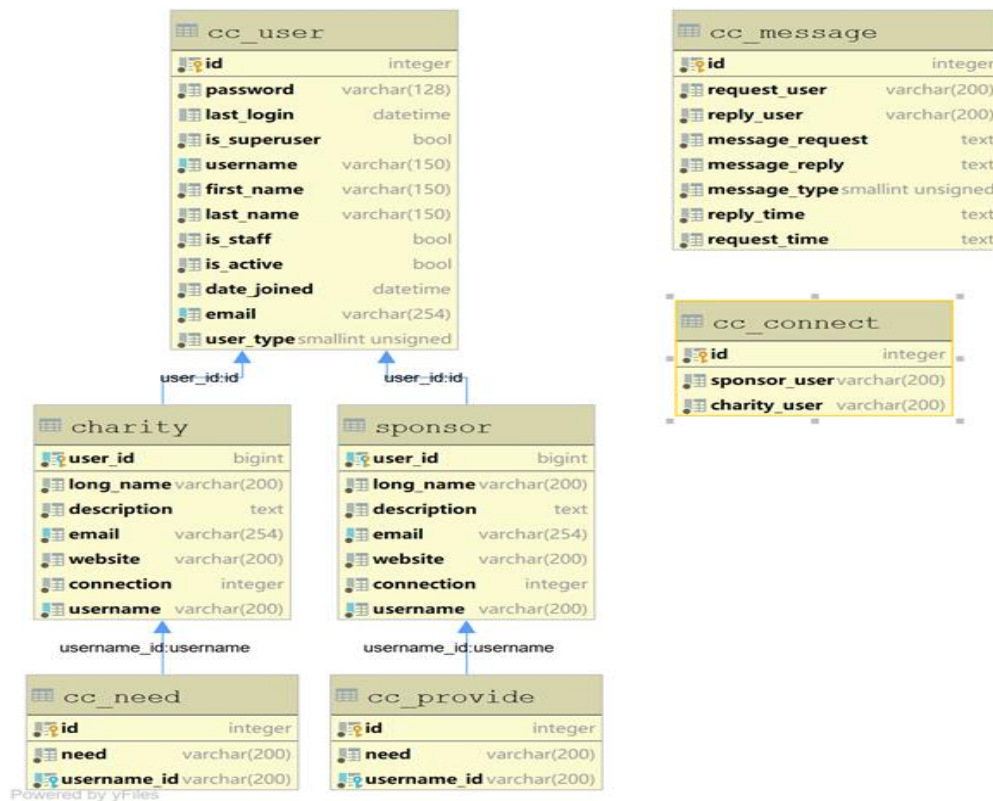 cc_user
id integer
password varchar(128)
last_login datetime
is_superuser bool
username varchar(150)
first_name varchar(150)
last_name varchar(150)
is_staff bool
is_active bool
date_joined datetime
email varchar(254)
user_type smallint unsigned
cc_message
id integer
request_user varchar(200)
reply_user varchar(200)
message_request text
message_reply text
message_type smallint unsigned
reply_time text
request_time text
cc_connect
id integer
sponsor_user varchar(200)
charity_user varchar(200)
user_id:id
user_id:id
charity
user_id bigint
long_name varchar(200)
description text
email varchar(254)
website varchar(200)
connection integer
username varchar(200)
sponsor
user_id bigint
long_name varchar(200)
description text
email varchar(254)
website varchar(200)
connection integer
username varchar(200)
username_id:username
username_id:username
cc_need
id integer
need varchar(200)
username_id varchar(200)
cc_provide
id integer
need varchar(200)
username_id varchar(200)
Powered by yFiles